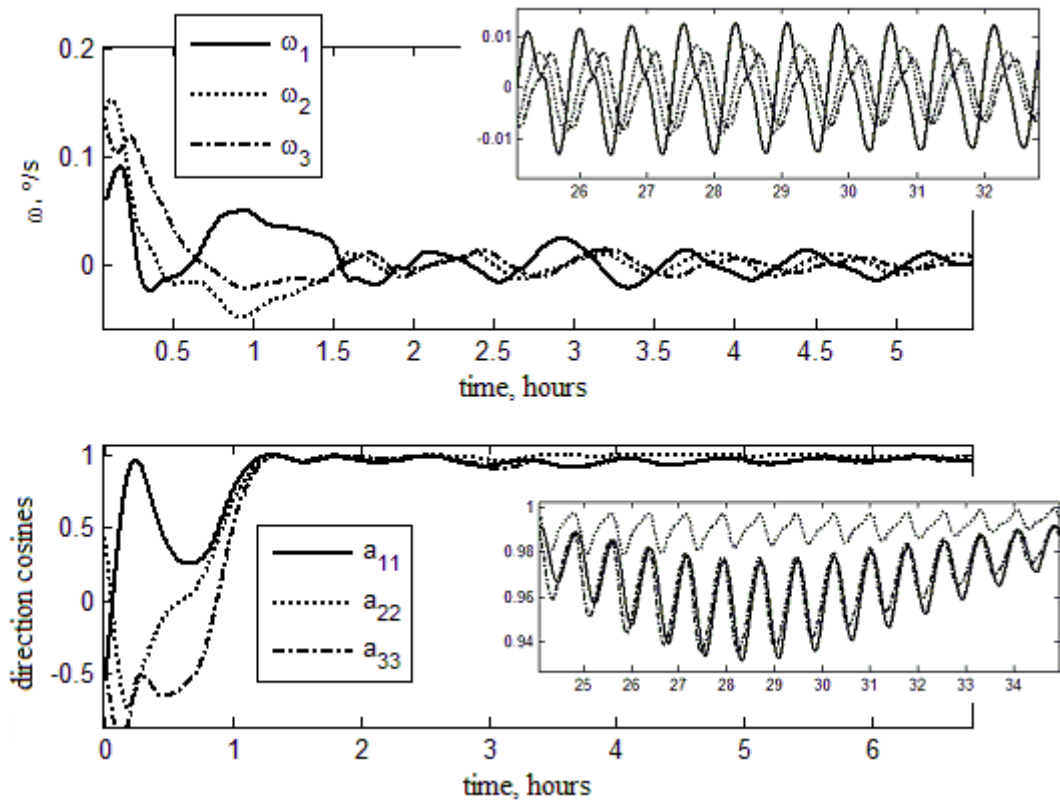 0.2
0.1
0
ω, °/s
ω1
ω2
ω3
0.01
0
-0.01
26 27 28 29 30 31 32
0.5 1 1.5 2 2.5 3 3.5 4 4.5 5
time, hours
1
0.5
0
-0.5
direction cosines
a11
a22
a33
1
0.98
0.96
0.94
25 26 27 28 29 30 31 32 33 34
0 1 2 3 4 5 6
time, hours